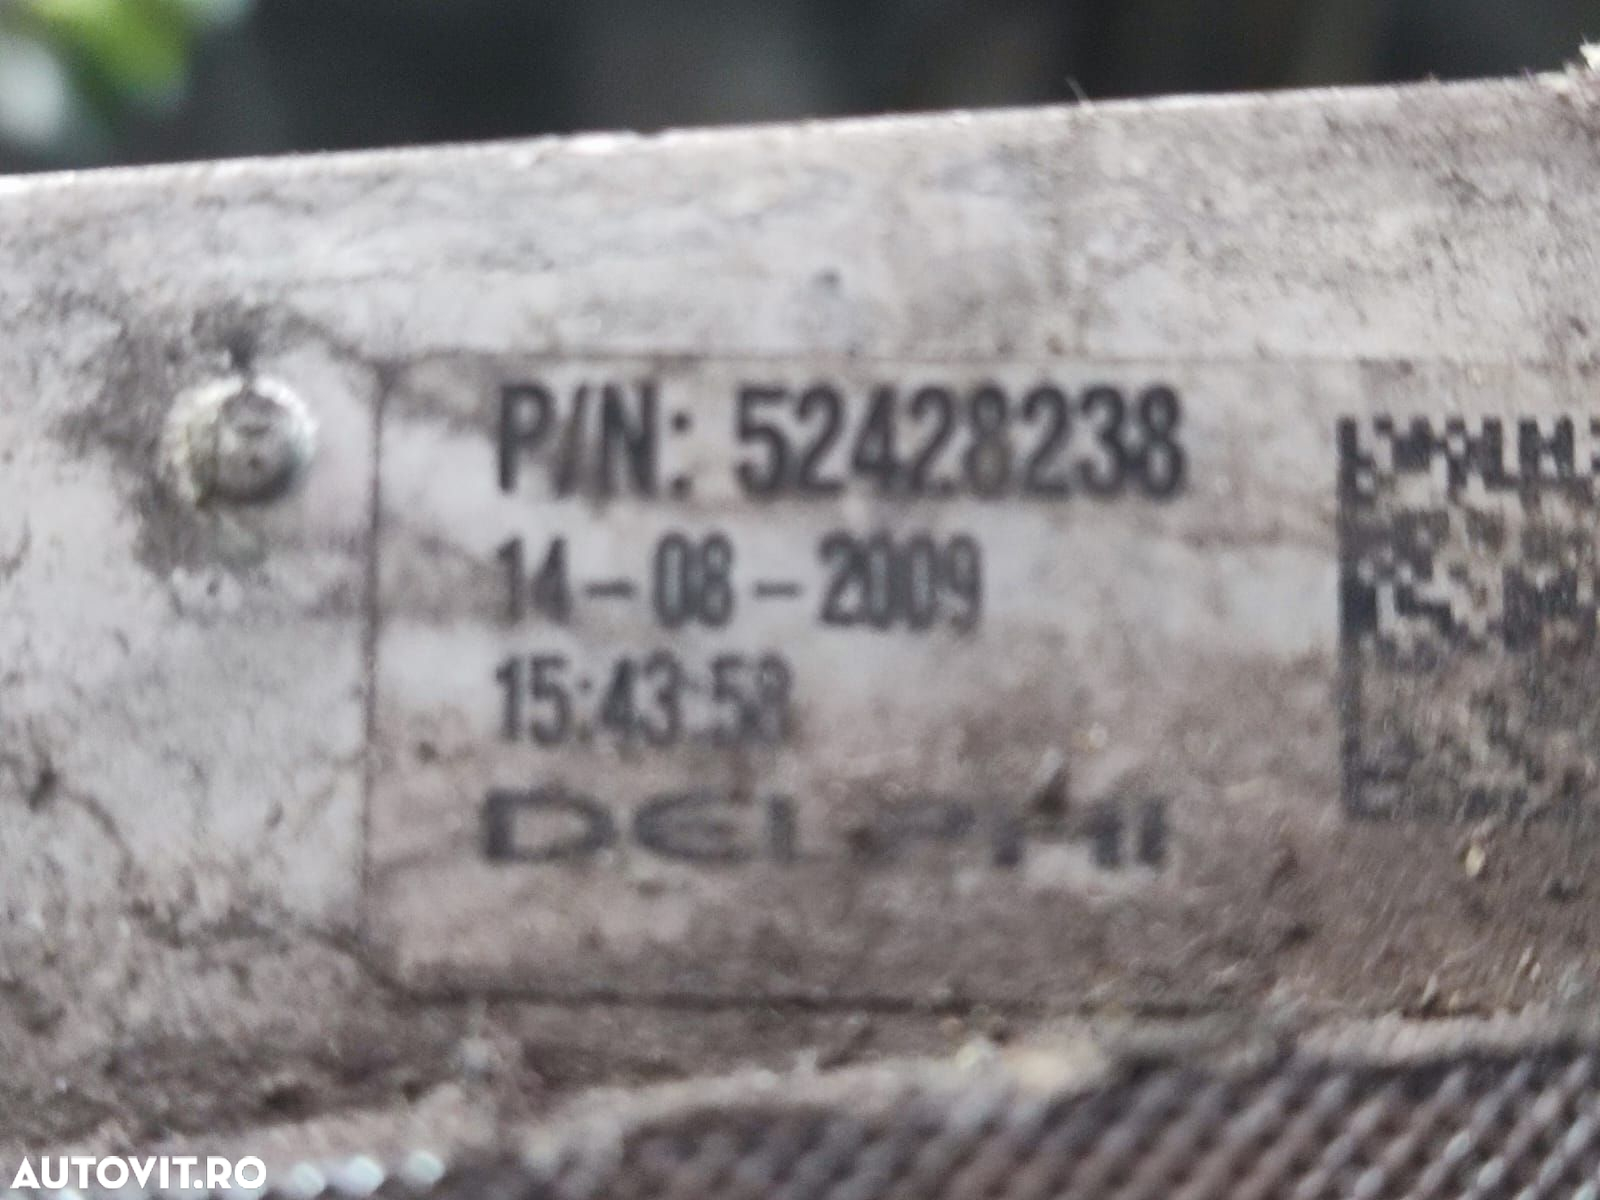 P/N: 52428238
14-08-2009
15:43:58
DELPHI
AUTOVIT.RO